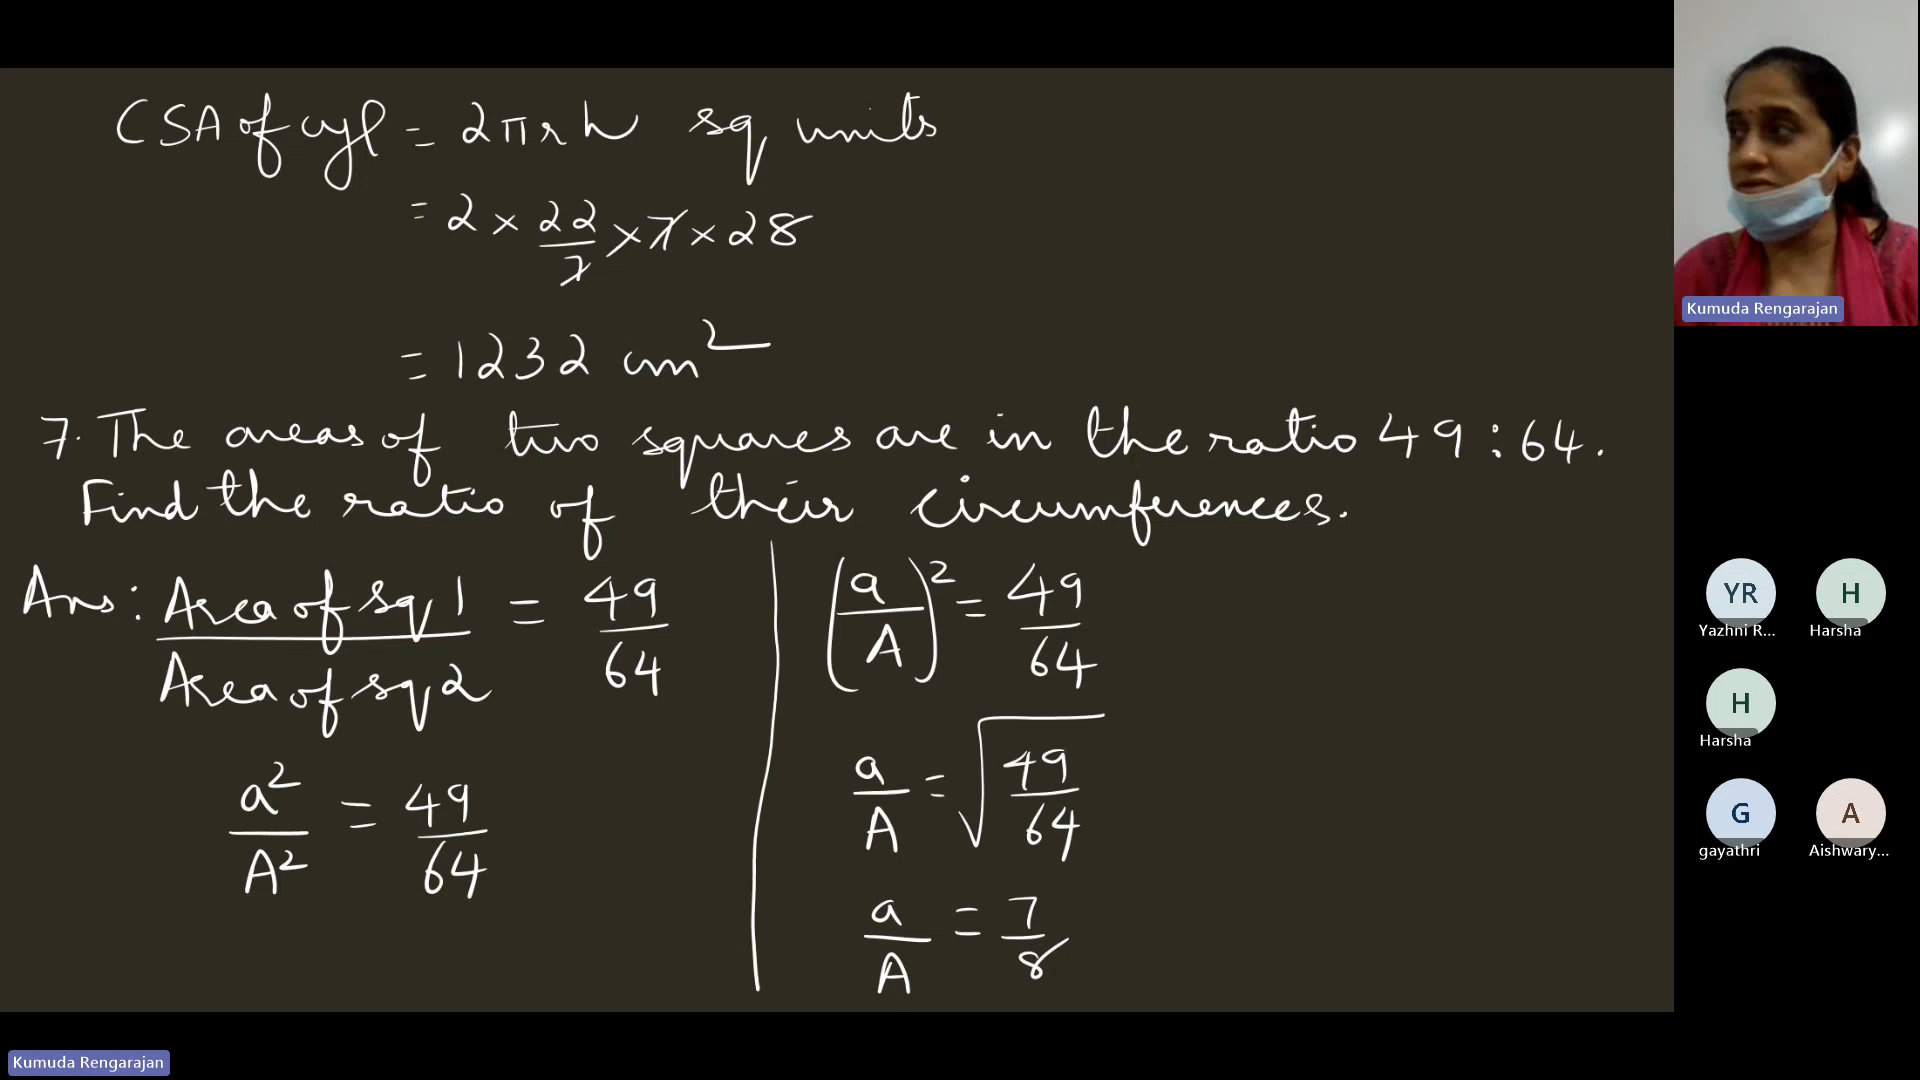 CSA of cyl = 2πrh sq units
= 2 × 22/7 × 7 × 28
= 1232 cm²
7. The areas of two squares are in the ratio 49 : 64.
Find the ratio of their circumferences.
Ans: Area of sq 1 / Area of sq 2 = 49/64
a²/A² = 49/64
(a/A)² = 49/64
a/A = √49/64
a/A = 7/8
Kumuda Rengarajan
YR
Yazhni R...
H
Harsha
H
Harsha
G
gayathri
A
Aishwary...
Kumuda Rengarajan